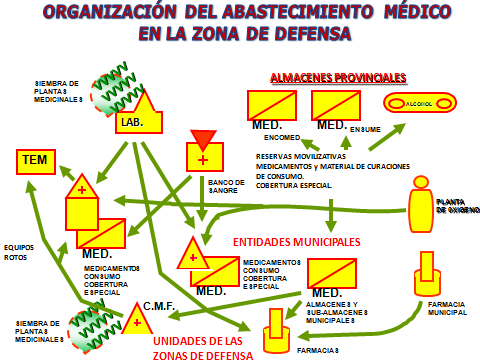 ORGANIZACIÓN DEL ABASTECIMIENTO MÉDICO
EN LA ZONA DE DEFENSA
SIEMBRA DE
PLANTAS
MEDICINALES
ALMACENES PROVINCIALES
LAB.
MED.
ENCOMED
MED.
ENSUME
ALCOHOL
RESERVAS MOVILIZATIVAS
MEDICAMENTOS y MATERIAL DE CURACIONES
DE CONSUMO.
COBERTURA ESPECIAL.
TEM
BANCO DE
SANGRE
PLANTA
DE OXIGENO
EQUIPOS
ROTOS
MED.
MEDICAMENTOS
CONSUMO
COBERTURA
ESPECIAL
ENTIDADES MUNICIPALES
MED.
MEDICAMENTOS
CONSUMO
COBERTURA
ESPECIAL
MED.
ALMACENES Y
SUB-ALMACENES
MUNICIPALES
FARMACIA
MUNICIPAL
C.M.F.
SIEMBRA DE
PLANTAS
MEDICINALES
UNIDADES DE LAS
ZONAS DE DEFENSA
FARMACIAS